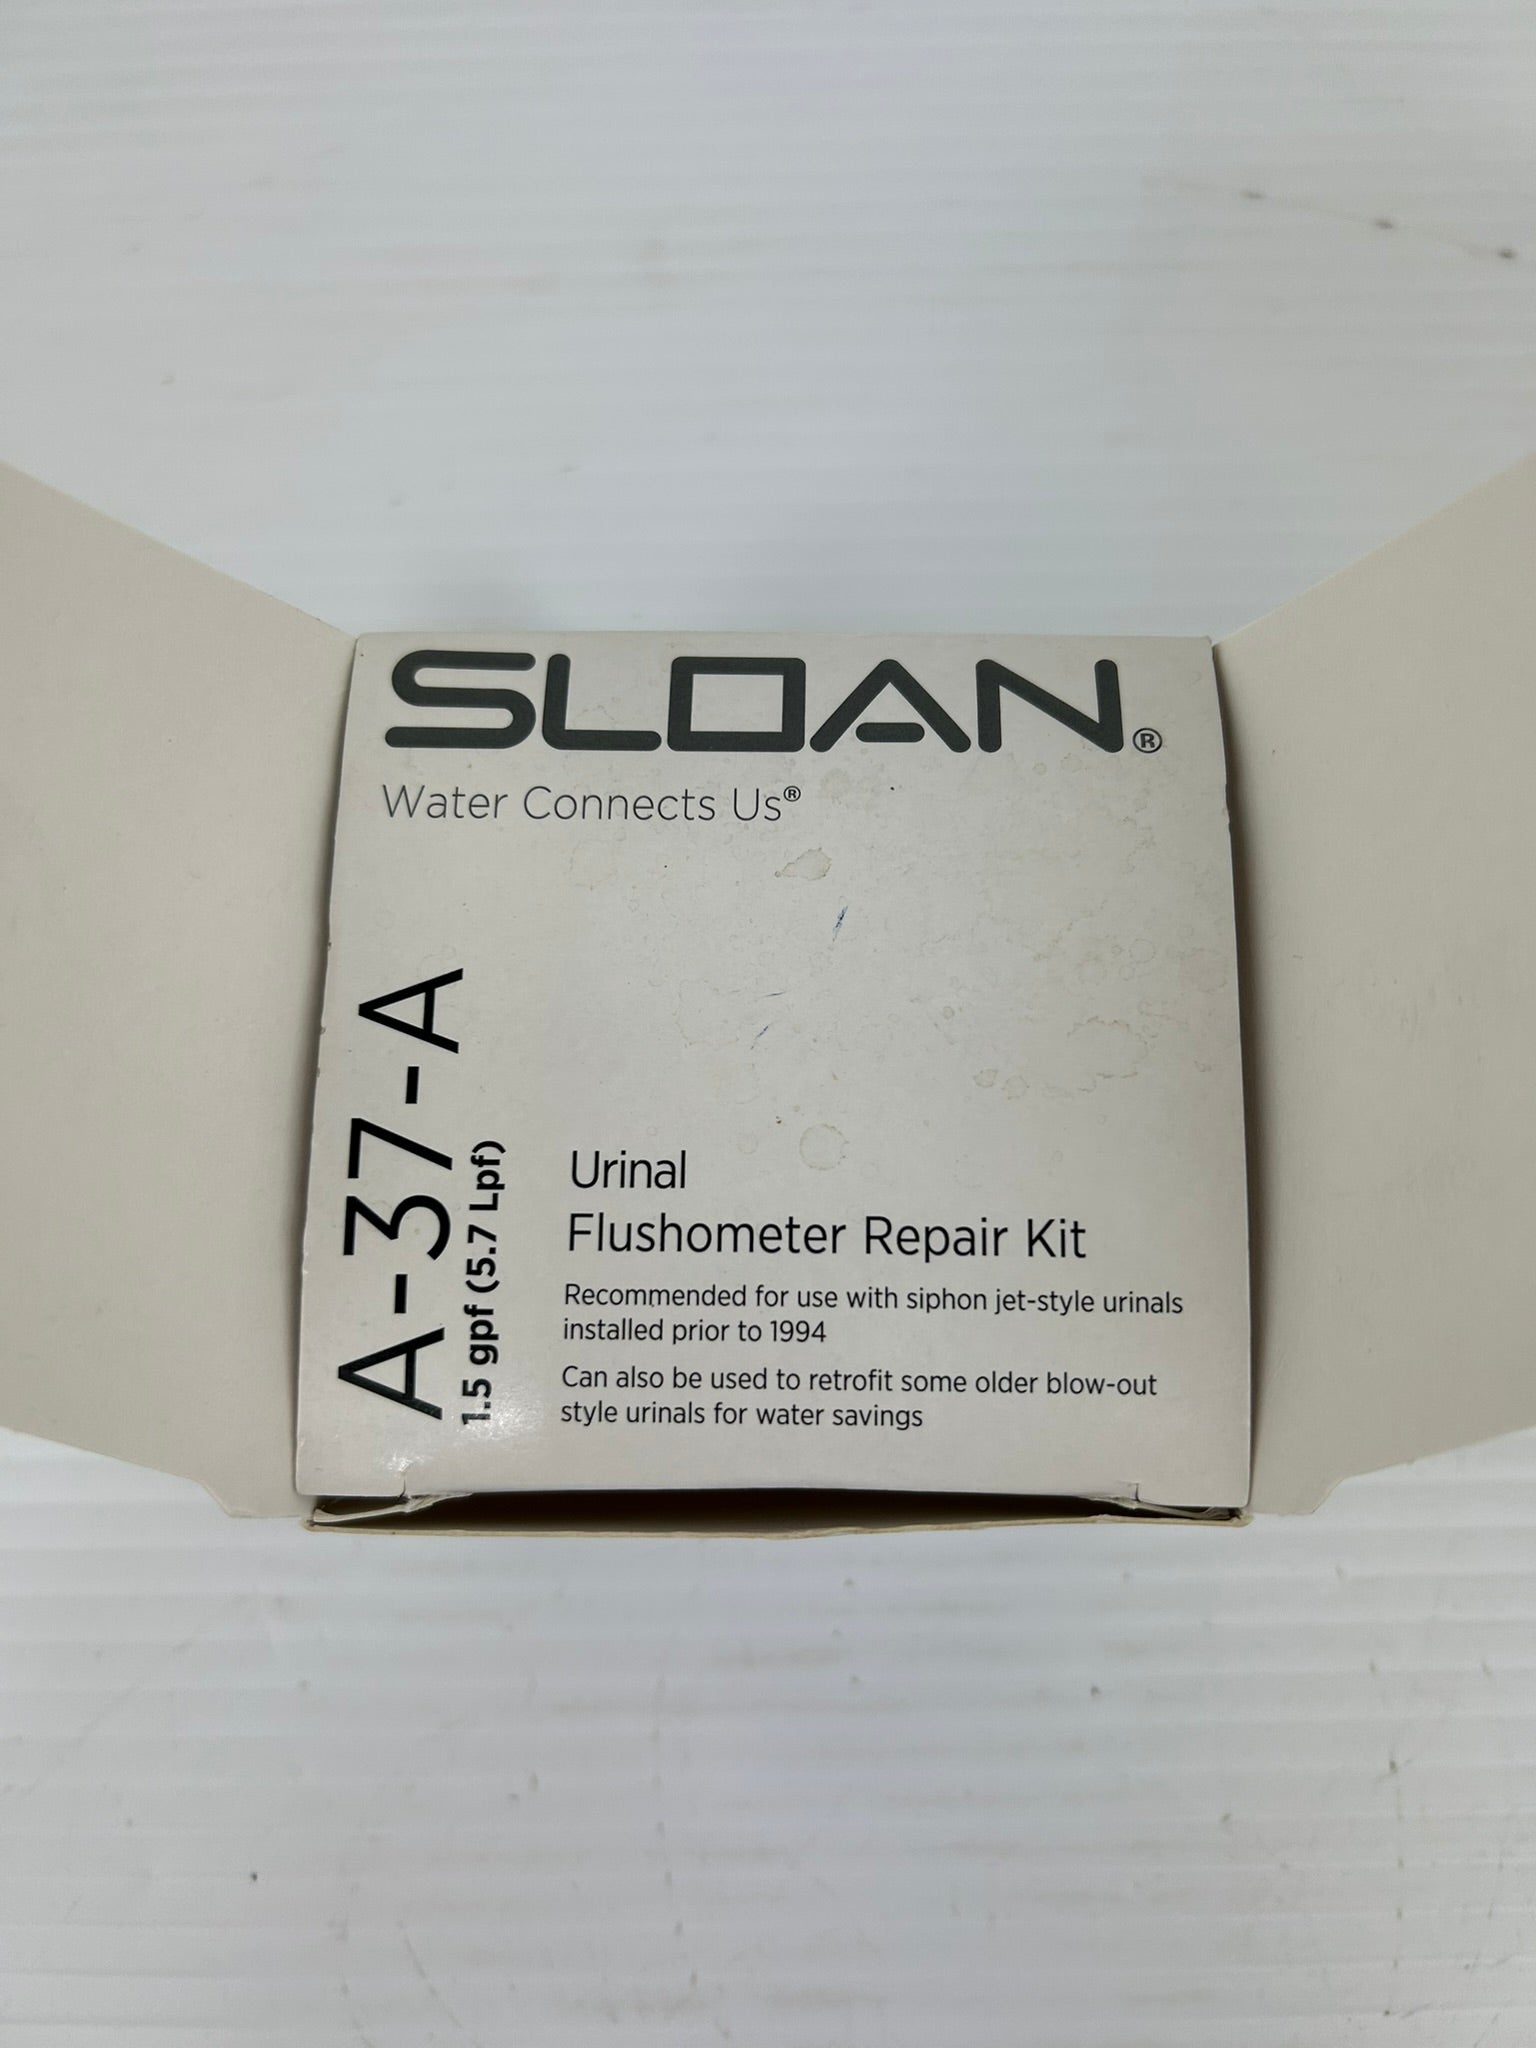 SLOAN®
Water Connects Us®
A-37-A
1.5 gpf (5.7 Lpf)
Urinal
Flushometer Repair Kit
Recommended for use with siphon jet-style urinals
installed prior to 1994
Can also be used to retrofit some older blow-out
style urinals for water savings